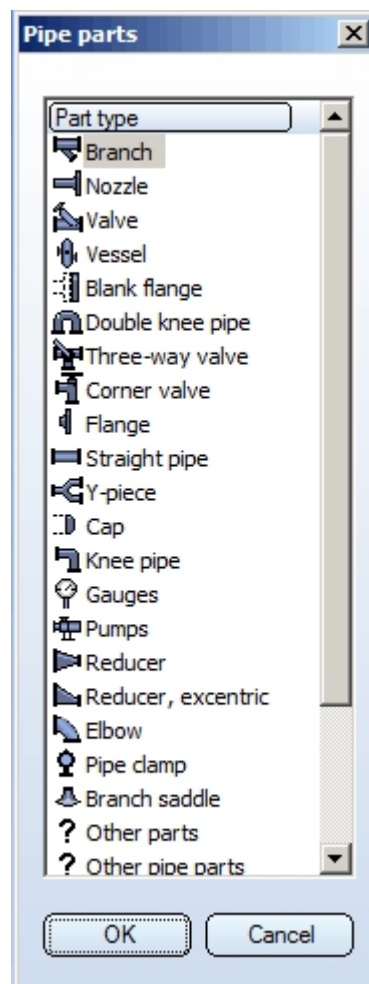 Pipe parts
Part type
Branch
Nozzle
Valve
Vessel
Blank flange
Double knee pipe
Three-way valve
Corner valve
Flange
Straight pipe
Y-piece
Cap
Knee pipe
Gauges
Pumps
Reducer
Reducer, excentric
Elbow
Pipe clamp
Branch saddle
? Other parts
? Other pipe parts
OK Cancel